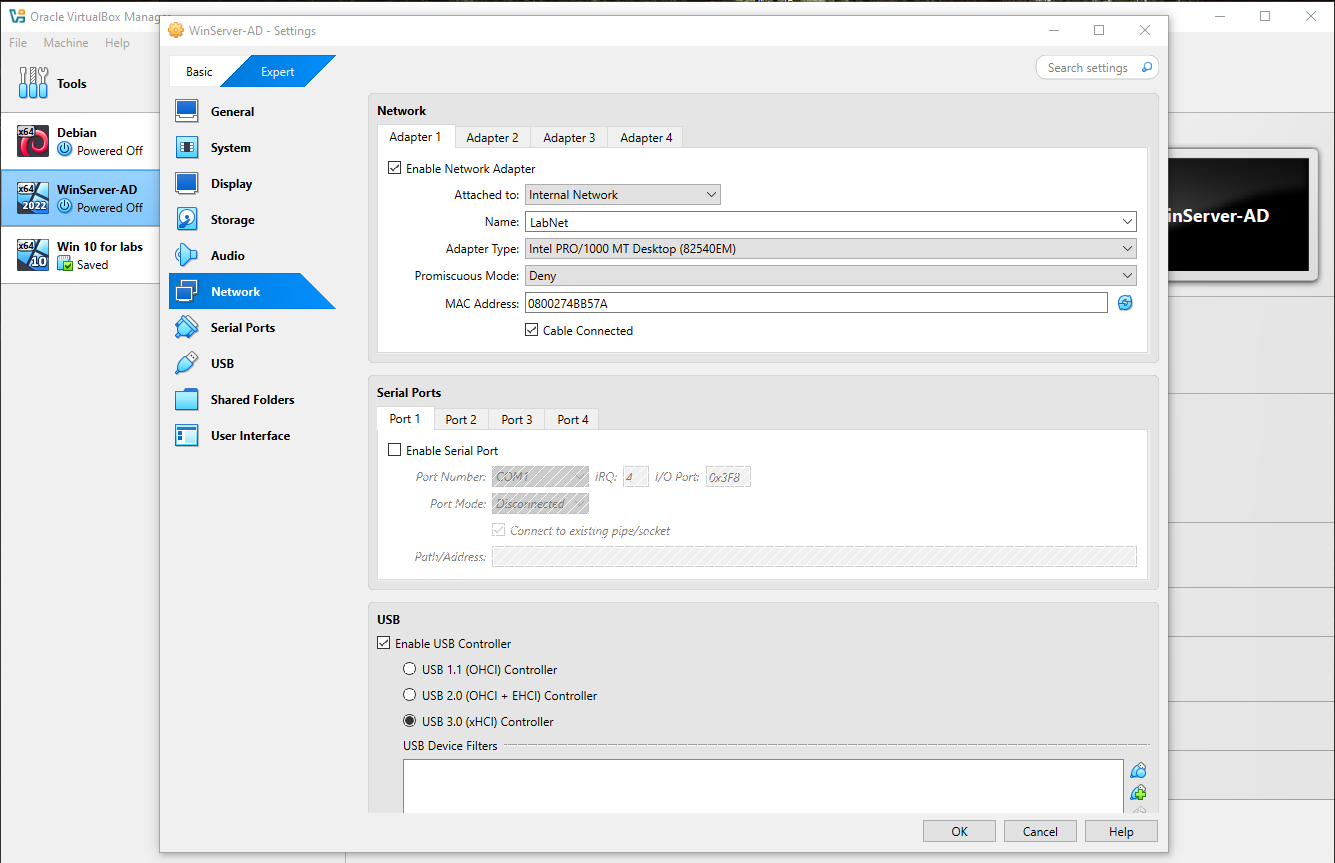 Oracle VirtualBox Manager
WinServer-AD - Settings
File Machine Help
Basic Expert
Search settings
Tools
x64
Debian
Powered Off
x64
2022
WinServer-AD
Powered Off
x64
10
Win 10 for labs
Saved
General
System
Display
Storage
Audio
Network
Serial Ports
USB
Shared Folders
User Interface
Network
Adapter 1 Adapter 2 Adapter 3 Adapter 4
Enable Network Adapter
Attached to: Internal Network
Name: LabNet
Adapter Type: Intel PRO/1000 MT Desktop (82540EM)
Promiscuous Mode: Deny
MAC Address: 0800274BB57A
Cable Connected
Serial Ports
Port 1 Port 2 Port 3 Port 4
Enable Serial Port
Port Number: COM1 IRQ: 4 I/O Port: 0x3F8
Port Mode: Disconnected
Connect to existing pipe/socket
Path/Address:
USB
Enable USB Controller
USB 1.1 (OHCI) Controller
USB 2.0 (OHCI + EHCI) Controller
USB 3.0 (xHCI) Controller
USB Device Filters
OK Cancel Help
inServer-AD